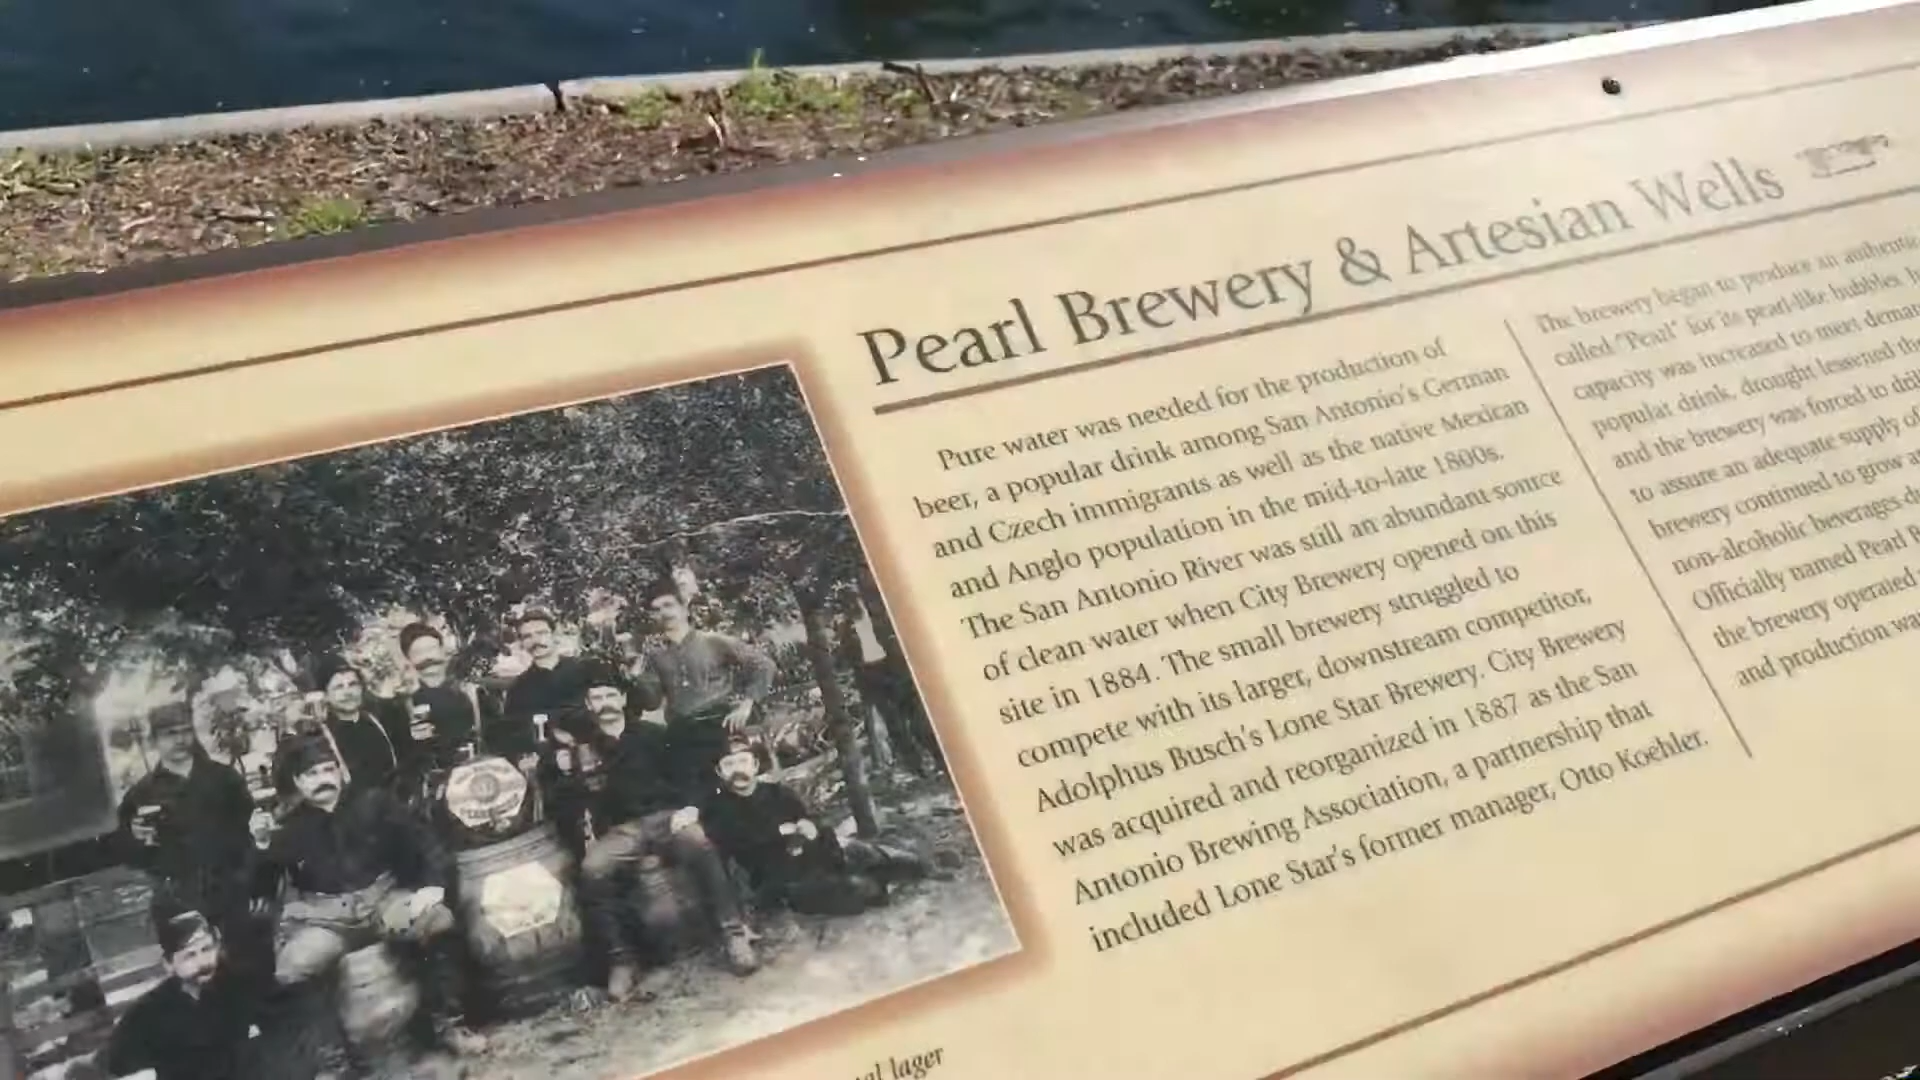 Pearl Brewery & Artesian Wells
Pure water was needed for the production of
beer, a popular drink among San Antonio's German
and Czech immigrants as well as the native Mexican
and Anglo population in the mid-to-late 1800s.
The San Antonio River was still an abundant source
of clean water when City Brewery opened on this
site in 1884. The small brewery struggled to
compete with its larger, downstream competitor,
Adolphus Busch's Lone Star Brewery. City Brewery
was acquired and reorganized in 1887 as the San
Antonio Brewing Association, a partnership that
included Lone Star's former manager, Otto Koehler.
The brewery began to produce an authentic
called "Pearl" for its pearl-like bubbles.
capacity was increased to meet
popular drink, drought lessened
and the brewery was forced to drill
to assure an adequate supply of
brewery continued to grow
non-alcoholic beverages
Officially named Pearl
the brewery operated
and production
lager